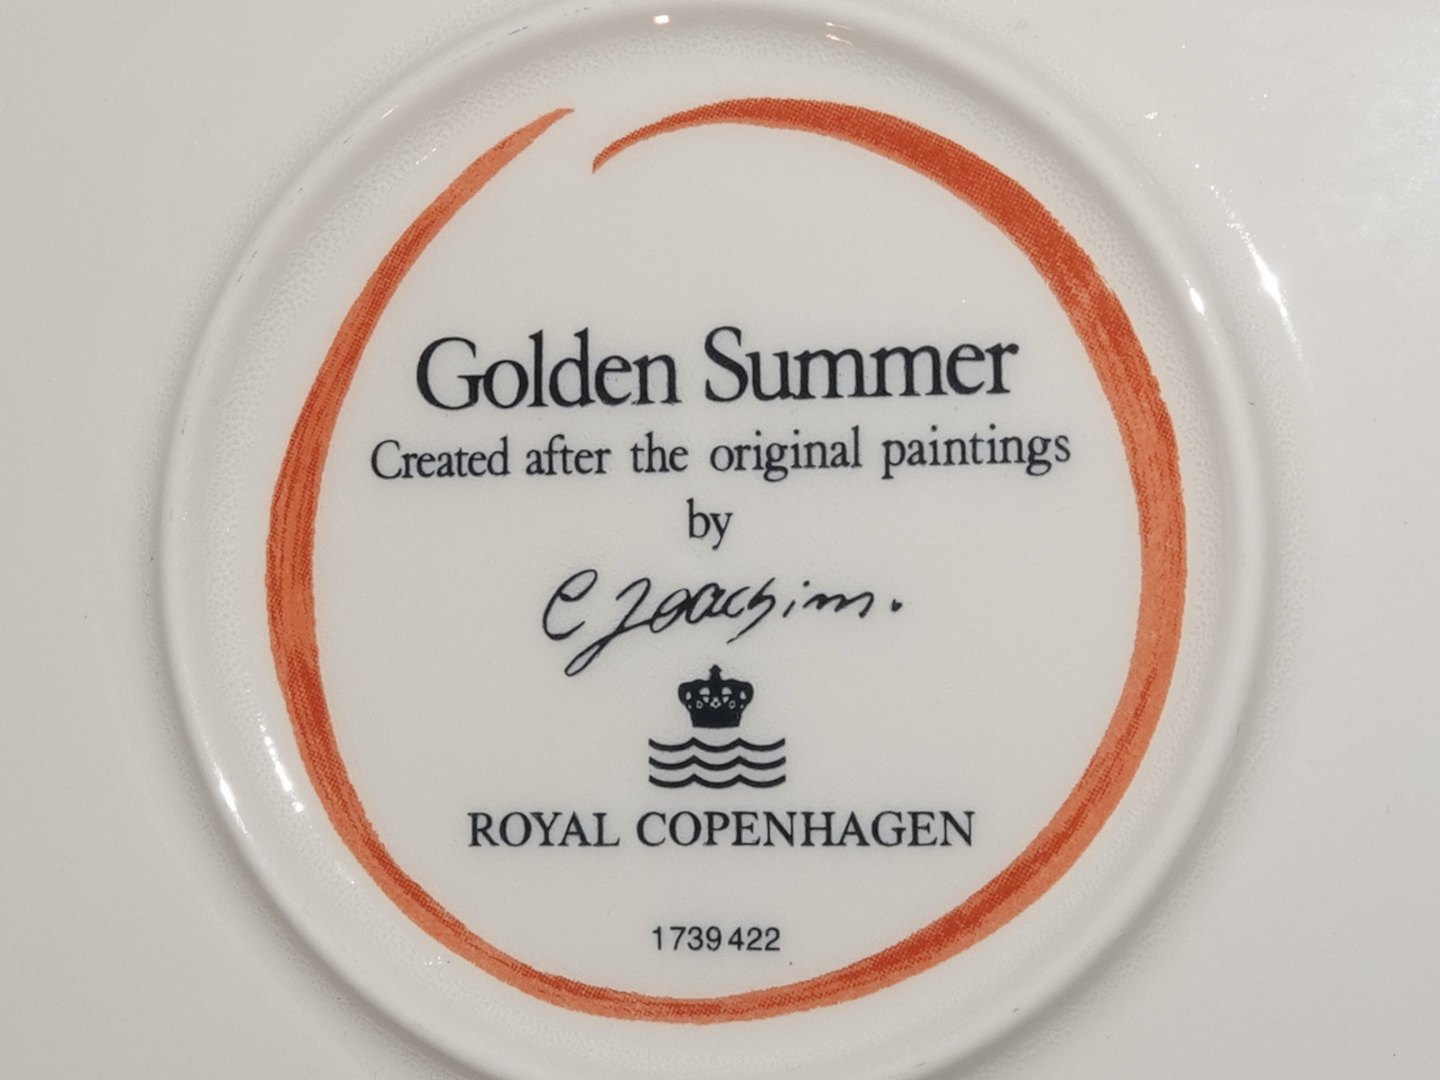 Golden Summer
Created after the original paintings
by
C Joachim.
ROYAL COPENHAGEN
1739 422